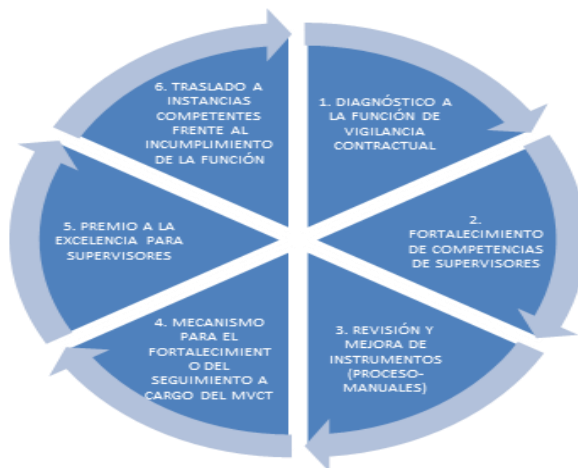 1. DIAGNÓSTICO A
LA FUNCIÓN DE
VIGILANCIA
CONTRACTUAL
2.
FORTALECIMIENTO
DE COMPETENCIAS
DE SUPERVISORES
3. REVISIÓN Y
MEJORA DE
INSTRUMENTOS
(PROCESO-
MANUALES)
4. MECANISMO
PARA EL
FORTALECIMIENT
O DEL
SEGUIMIENTO A
CARGO DEL MVCT
5. PREMIO A LA
EXCELENCIA PARA
SUPERVISORES
6. TRASLADO A
INSTANCIAS
COMPETENTES
FRENTE AL
INCUMPLIMIENTO
DE LA FUNCIÓN